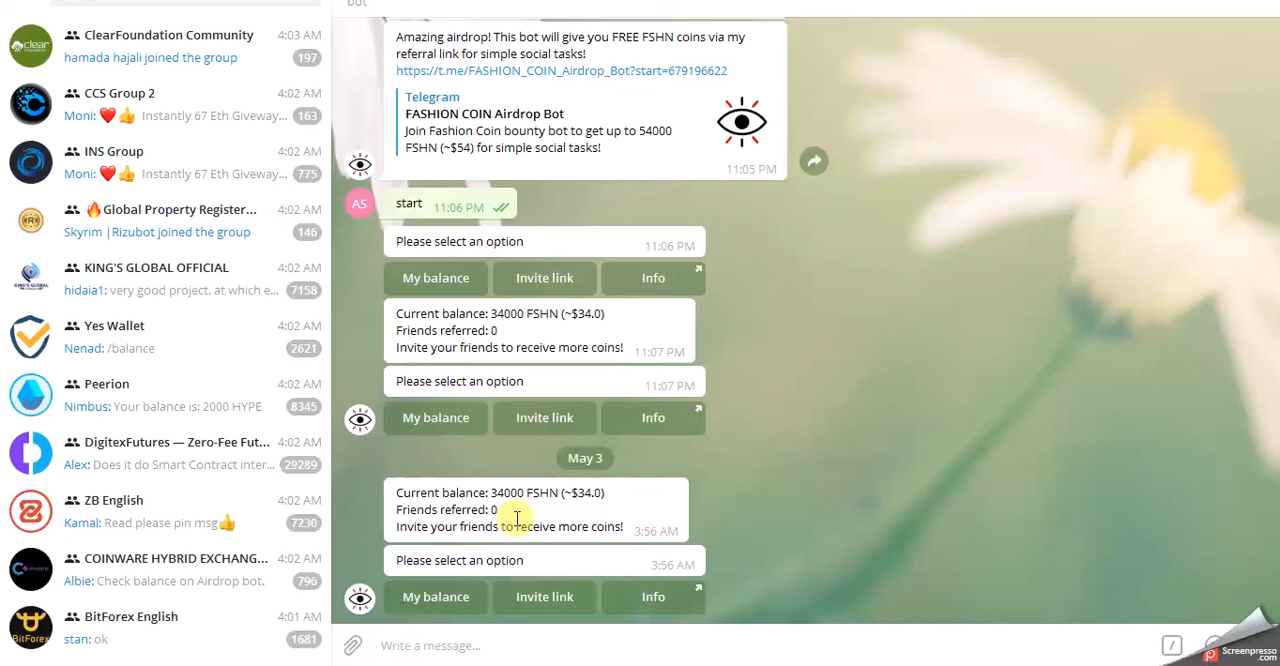 bot
ClearFoundation Community
4:03 AM
hamada hajali joined the group
197
CCS Group 2
4:02 AM
Moni: ❤️👍 Instantly 67 Eth Giveway...
163
INS Group
4:02 AM
Moni: ❤️👍 Instantly 67 Eth Giveway...
775
🔥Global Property Register...
4:02 AM
Skyrim |Rizubot joined the group
146
KING'S GLOBAL OFFICIAL
4:02 AM
hidaia1: very good project. at which e...
7158
Yes Wallet
4:02 AM
Nenad: /balance
2621
Peerion
4:02 AM
Nimbus: Your balance is: 2000 HYPE
8345
DigitexFutures — Zero-Fee Fut...
4:02 AM
Alex: Does it do Smart Contract inter...
29289
ZB English
4:02 AM
Kamal: Read please pin msg👍
7230
COINWARE HYBRID EXCHANG...
4:02 AM
Albie: Check balance on Airdrop bot.
796
BitForex English
4:01 AM
stan: ok
1681
Amazing airdrop! This bot will give you FREE FSHN coins via my
referral link for simple social tasks!
https://t.me/FASHION_COIN_Airdrop_Bot?start=679196622
Telegram
FASHION COIN Airdrop Bot
Join Fashion Coin bounty bot to get up to 54000
FSHN (~$54) for simple social tasks!
11:05 PM
AS
start 11:06 PM
Please select an option 11:06 PM
My balance Invite link Info
Current balance: 34000 FSHN (~$34.0)
Friends referred: 0
Invite your friends to receive more coins! 11:07 PM
Please select an option 11:07 PM
My balance Invite link Info
May 3
Current balance: 34000 FSHN (~$34.0)
Friends referred: 0
Invite your friends to receive more coins! 3:56 AM
Please select an option 3:56 AM
My balance Invite link Info
Write a message...
Screenpresso
.com